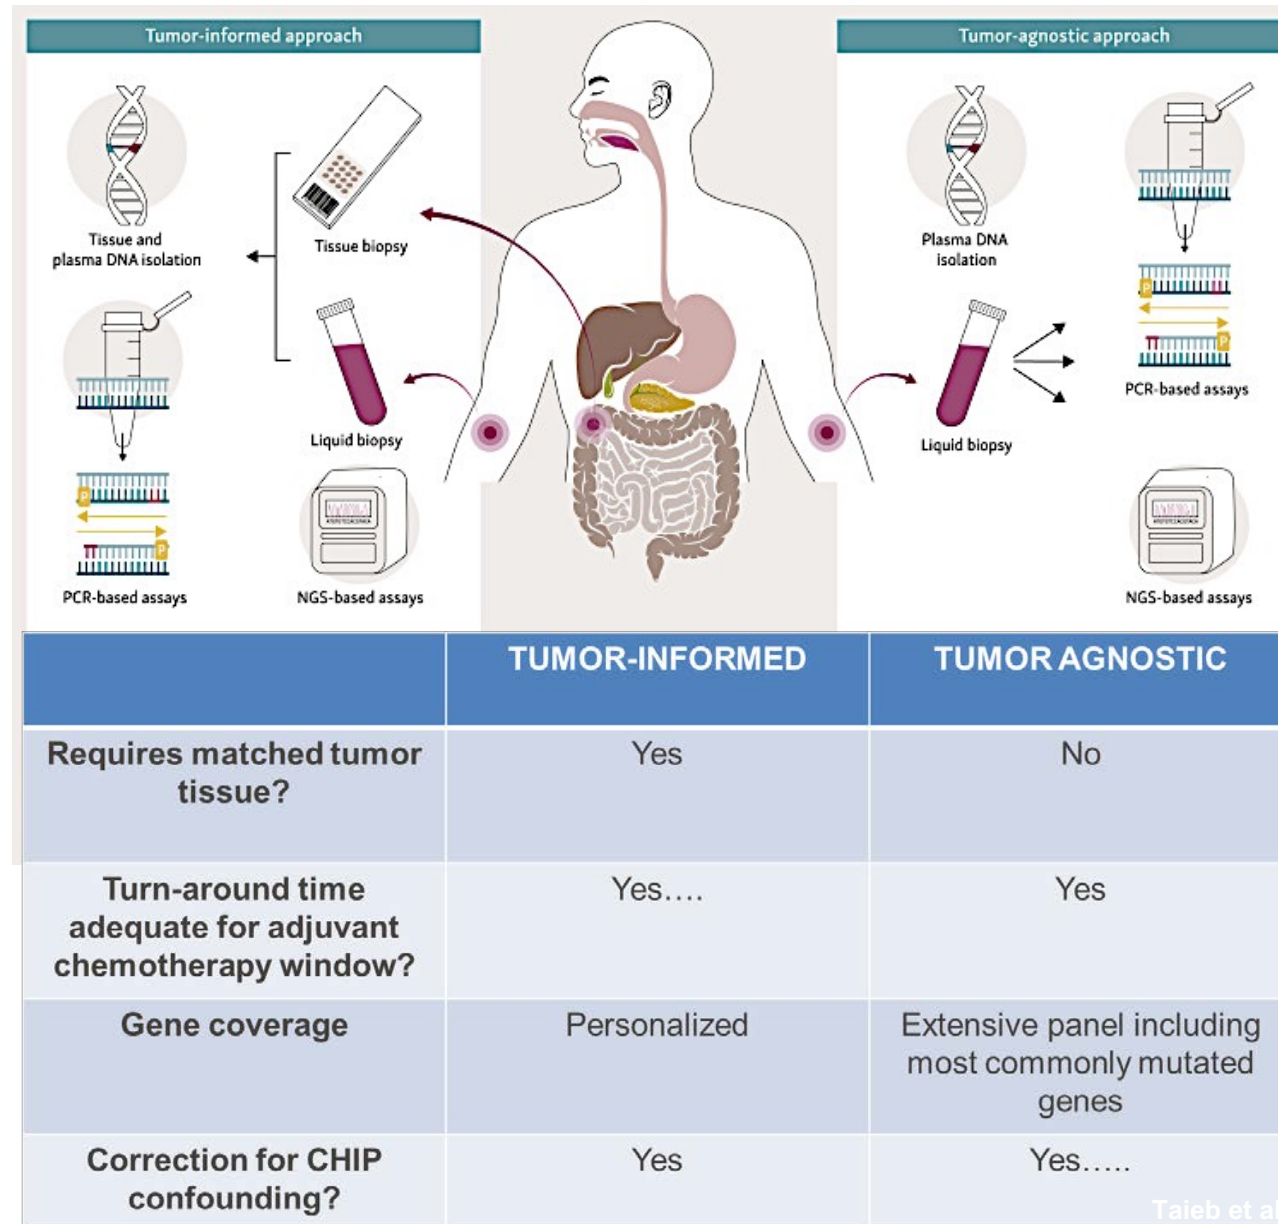 Tumor-informed approach
Tissue and
plasma DNA isolation
Tissue biopsy
Liquid biopsy
PCR-based assays
NGS-based assays
Tumor-agnostic approach
Plasma DNA
isolation
Liquid biopsy
PCR-based assays
NGS-based assays
P
P
P
P
TUMOR-INFORMED
TUMOR AGNOSTIC
Requires matched tumor
tissue?
Yes
No
Turn-around time
adequate for adjuvant
chemotherapy window?
Yes....
Yes
Gene coverage
Personalized
Extensive panel including
most commonly mutated
genes
Correction for CHIP
confounding?
Yes
Yes.....
Taieb et al